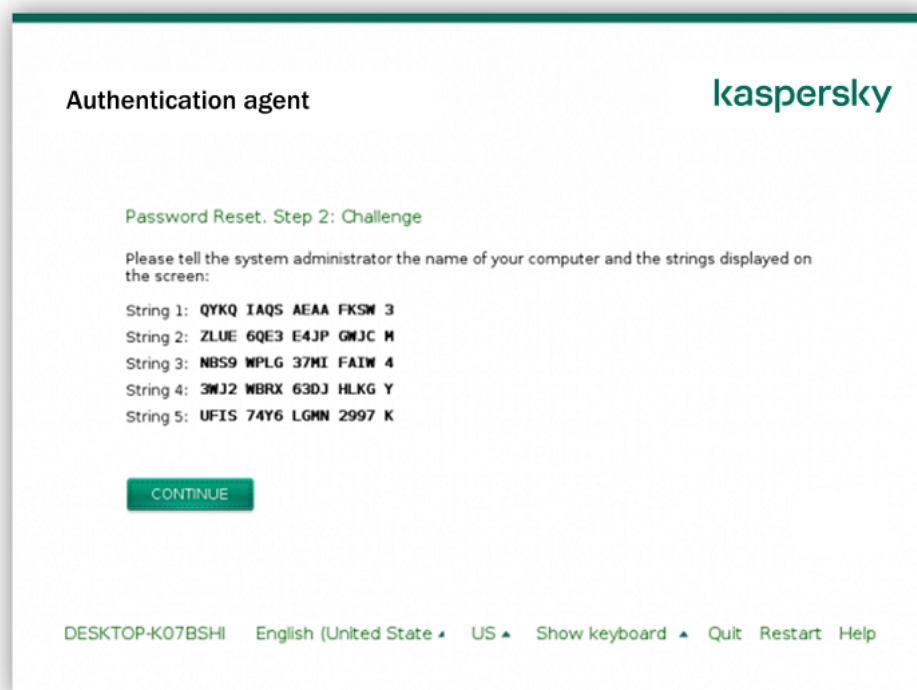 Authentication agent
kaspersky
Password Reset. Step 2: Challenge
Please tell the system administrator the name of your computer and the strings displayed on
the screen:
String 1: QYKQ IAQS AEAA FKSW 3
String 2: ZLUE 6QE3 E4JP GWJC M
String 3: NBS9 WPLG 37MI FAIW 4
String 4: 3WJ2 WBRX 63DJ HLKG Y
String 5: UFIS 74Y6 LGMN 2997 K
CONTINUE
DESKTOP-K07BSHI English (United State US Show keyboard Quit Restart Help